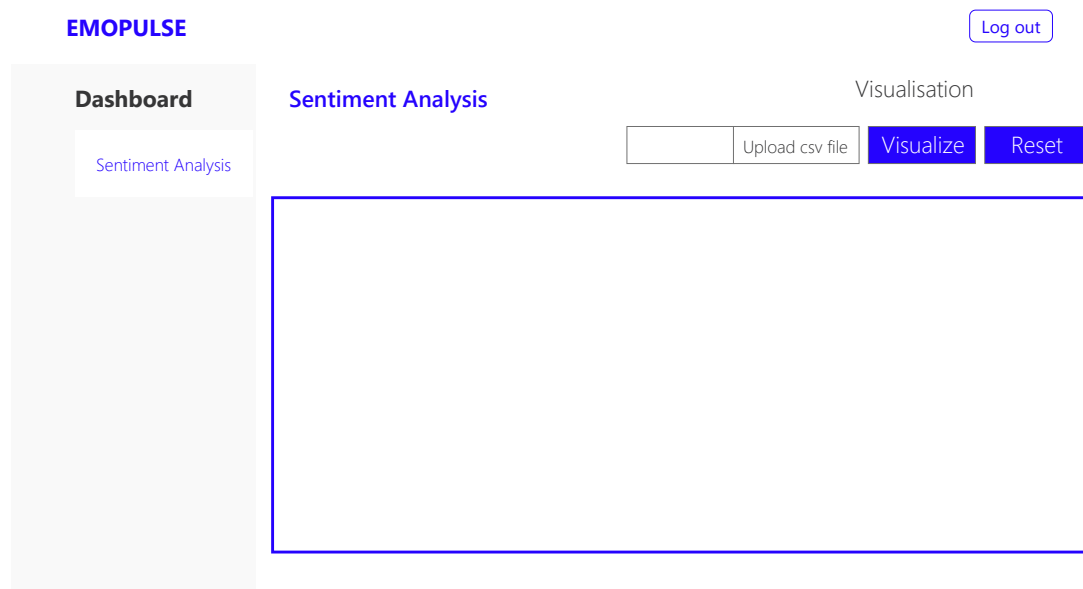 EMOPULSE
Log out
Dashboard
Sentiment Analysis
Visualisation
Sentiment Analysis
Upload csv file
Visualize
Reset